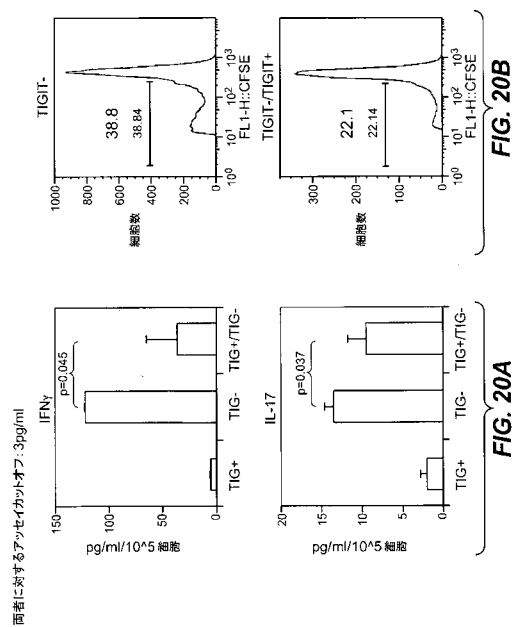 両者に対するアッセイカットオフ: 3pg/ml
IFNγ
p=0.045
150
100
50
0
pg/ml/10^5 細胞
TIG+
TIG-
TIG+/TIG-
IL-17
p=0.037
15
10
5
0
pg/ml/10^5 細胞
TIG+
TIG-
TIG+/TIG-
FIG. 20A
TIGIT-
1000
800
600
400
200
0
細胞数
38.8
38.84
10^0
10^1
10^2
10^3
FL1-H::CFSE
TIGIT-/TIGIT+
300
200
100
0
細胞数
22.1
22.14
10^0
10^1
10^2
10^3
FL1-H::CFSE
FIG. 20B